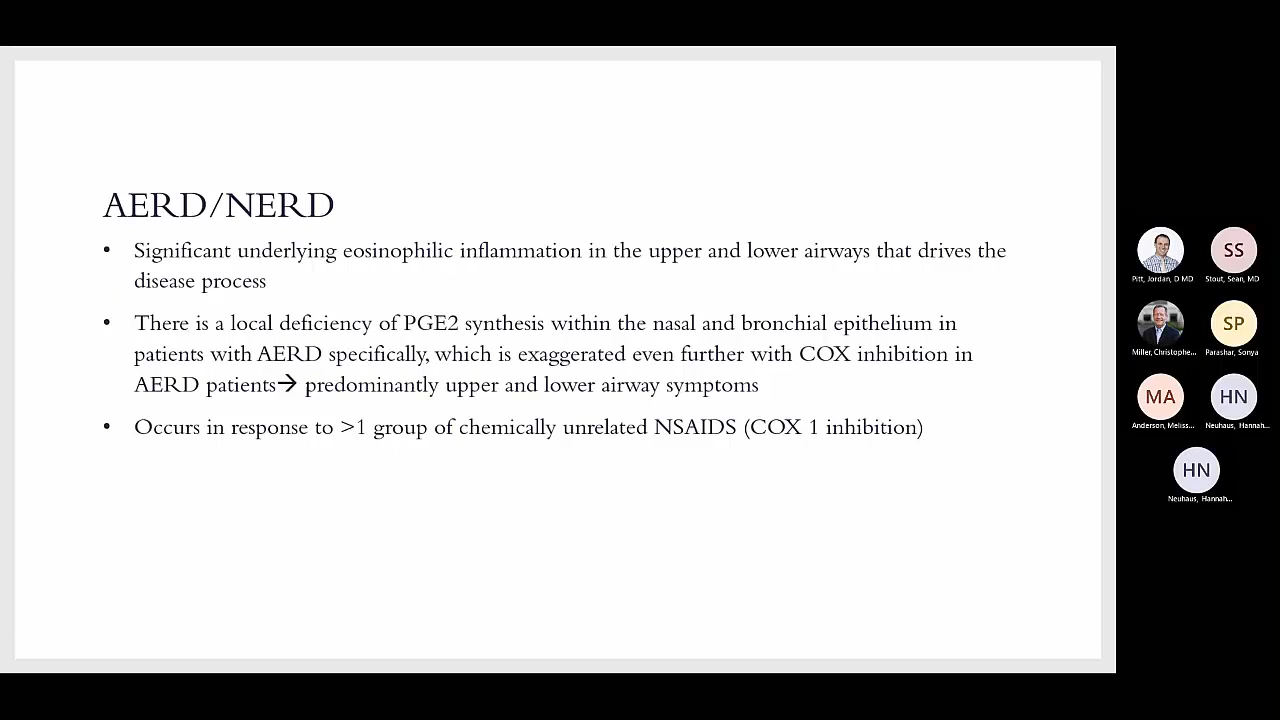 AERD/NERD
• Significant underlying eosinophilic inflammation in the upper and lower airways that drives the
disease process
• There is a local deficiency of PGE2 synthesis within the nasal and bronchial epithelium in
patients with AERD specifically, which is exaggerated even further with COX inhibition in
AERD patients→ predominantly upper and lower airway symptoms
• Occurs in response to >1 group of chemically unrelated NSAIDS (COX 1 inhibition)
SS
Pitt, Jordan, D MD
Stout, Sean, MD
SP
Miller, Christophe...
Parashar, Sonya
MA
HN
Anderson, Meliss...
Neuhaus, Hannah...
HN
Neuhaus, Hannah...